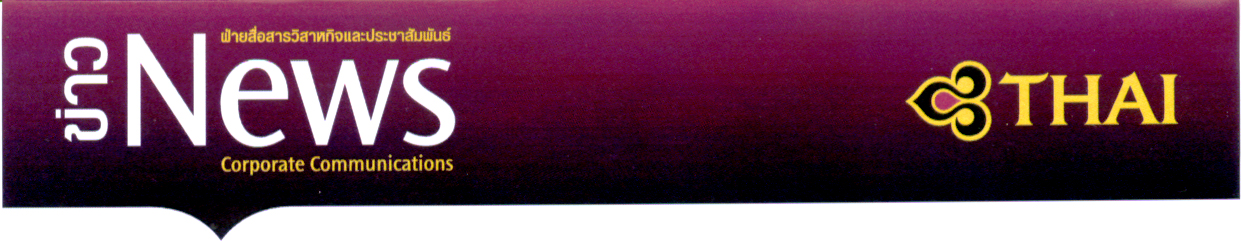 ข่าว
ฝ่ายสื่อสารวิสาหกิจและประชาสัมพันธ์
News
Corporate Communications
THAI